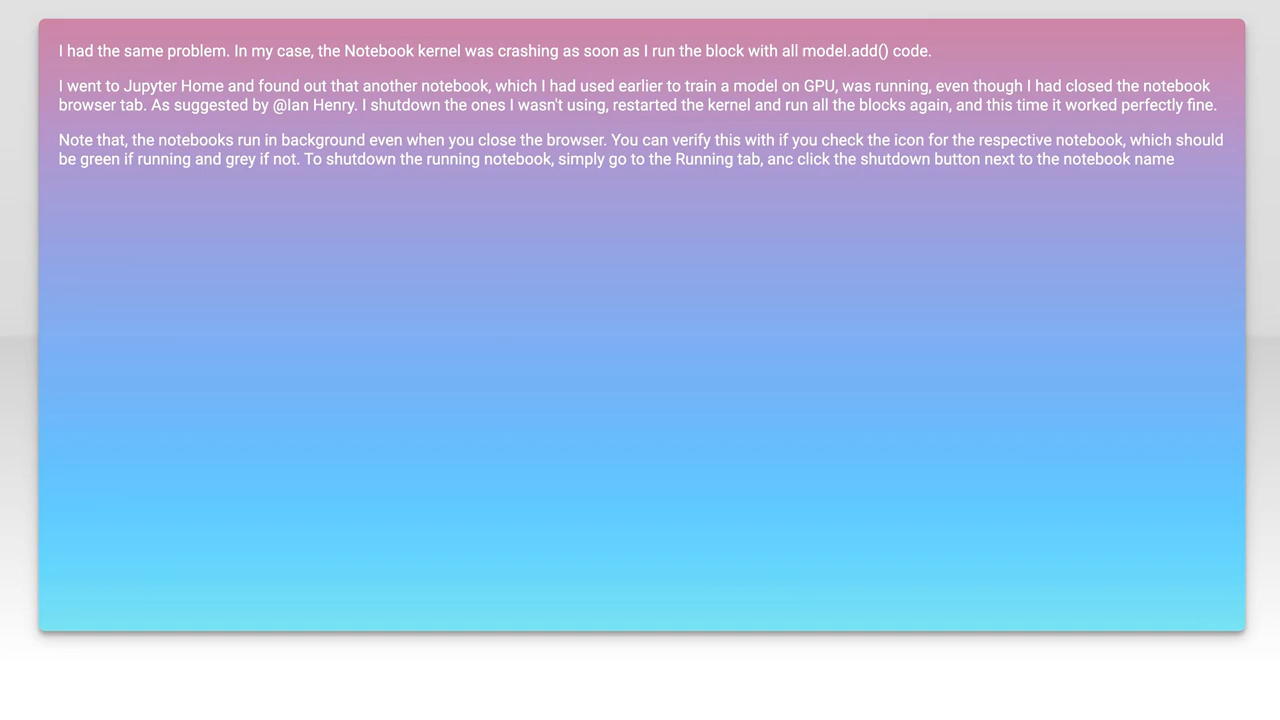 I had the same problem. In my case, the Notebook kernel was crashing as soon as I run the block with all model.add() code.
I went to Jupyter Home and found out that another notebook, which I had used earlier to train a model on GPU, was running, even though I had closed the notebook
browser tab. As suggested by @Ian Henry. I shutdown the ones I wasn't using, restarted the kernel and run all the blocks again, and this time it worked perfectly fine.
Note that, the notebooks run in background even when you close the browser. You can verify this with if you check the icon for the respective notebook, which should
be green if running and grey if not. To shutdown the running notebook, simply go to the Running tab, anc click the shutdown button next to the notebook name